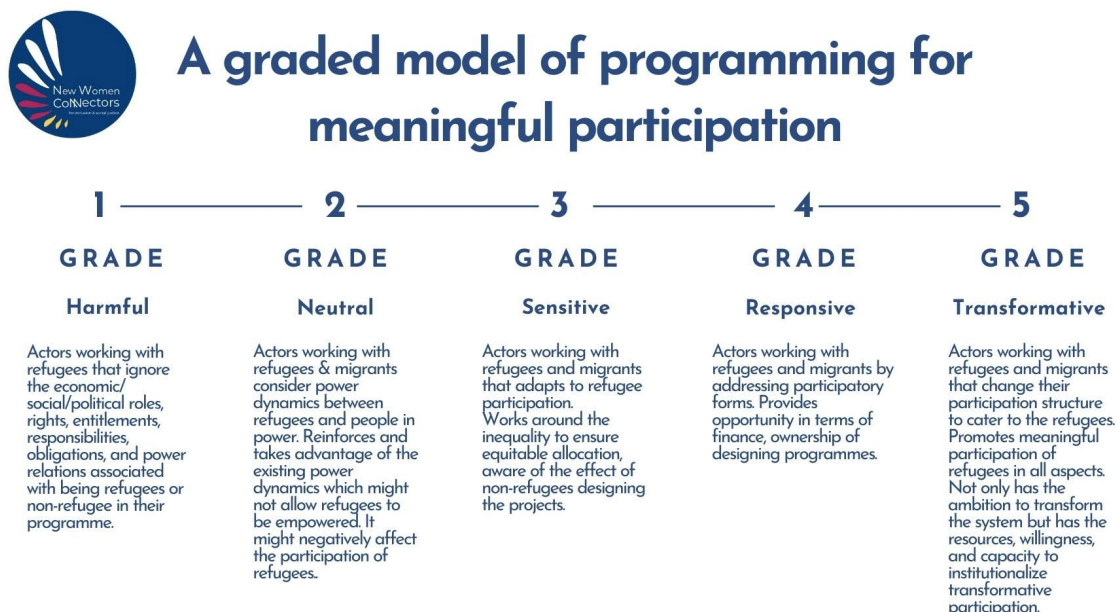 New Women
CoNNectors
A graded model of programming for
meaningful participation
1
2
3
4
5
GRADE
GRADE
GRADE
GRADE
GRADE
Harmful
Neutral
Sensitive
Responsive
Transformative
Actors working with
refugees that ignore
the economic/
social/political roles,
rights, entitlements,
responsibilities,
obligations, and power
relations associated
with being refugees or
non-refugee in their
programme.
Actors working with
refugees & migrants
consider power
dynamics between
refugees and people in
power. Reinforces and
takes advantage of the
existing power
dynamics which might
not allow refugees to
be empowered. It
might negatively affect
the participation of
refugees..
Actors working with
refugees and migrants
that adapts to refugee
participation.
Works around the
inequality to ensure
equitable allocation,
aware of the effect of
non-refugees designing
the projects.
Actors working with
refugees and migrants by
addressing participatory
forms. Provides
opportunity in terms of
finance, ownership of
designing programmes.
Actors working with
refugees and migrants
that change their
participation structure
to cater to the refugees.
Promotes meaningful
participation of
refugees in all aspects.
Not only has the
ambition to transform
the system but has the
resources, willingness,
and capacity to
institutionalize
transformative
participation.